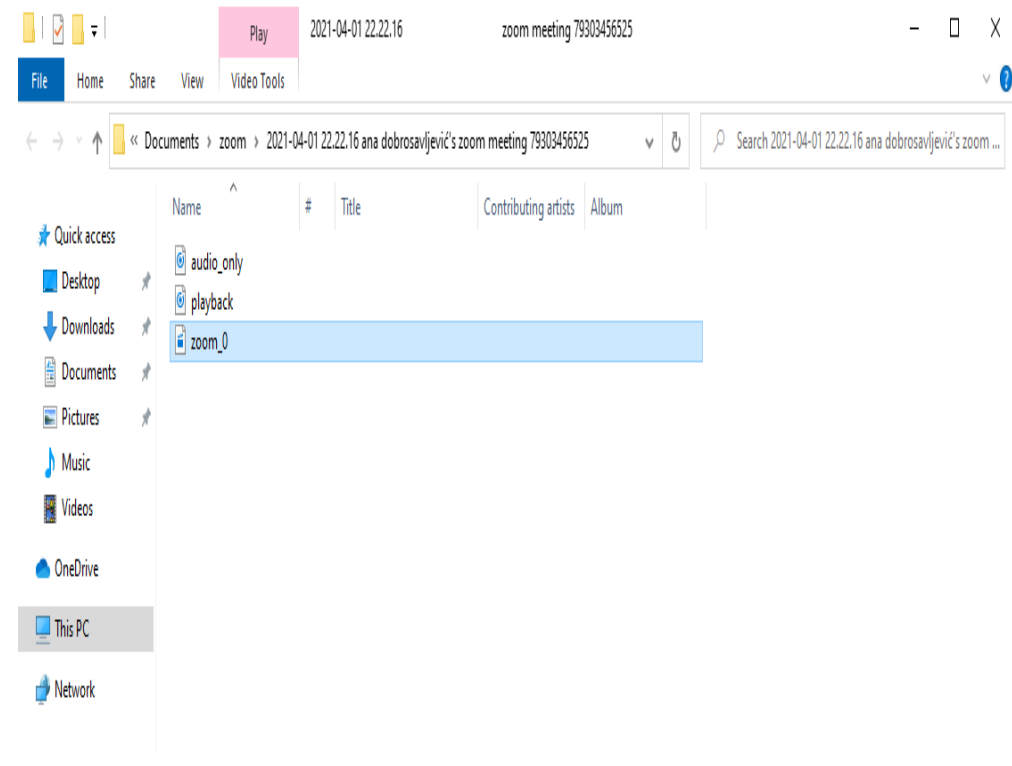 Play 2021-04-01 22.22.16 zoom meeting 79303456525
File Home Share View Video Tools
« Documents › zoom › 2021-04-01 22.22.16 ana dobrosavljević's zoom meeting 79303456525
Search 2021-04-01 22.22.16 ana dobrosavljević's zoom ...
Name # Title Contributing artists Album
Quick access
Desktop
Downloads
Documents
Pictures
Music
Videos
OneDrive
This PC
Network
audio_only
playback
zoom_0